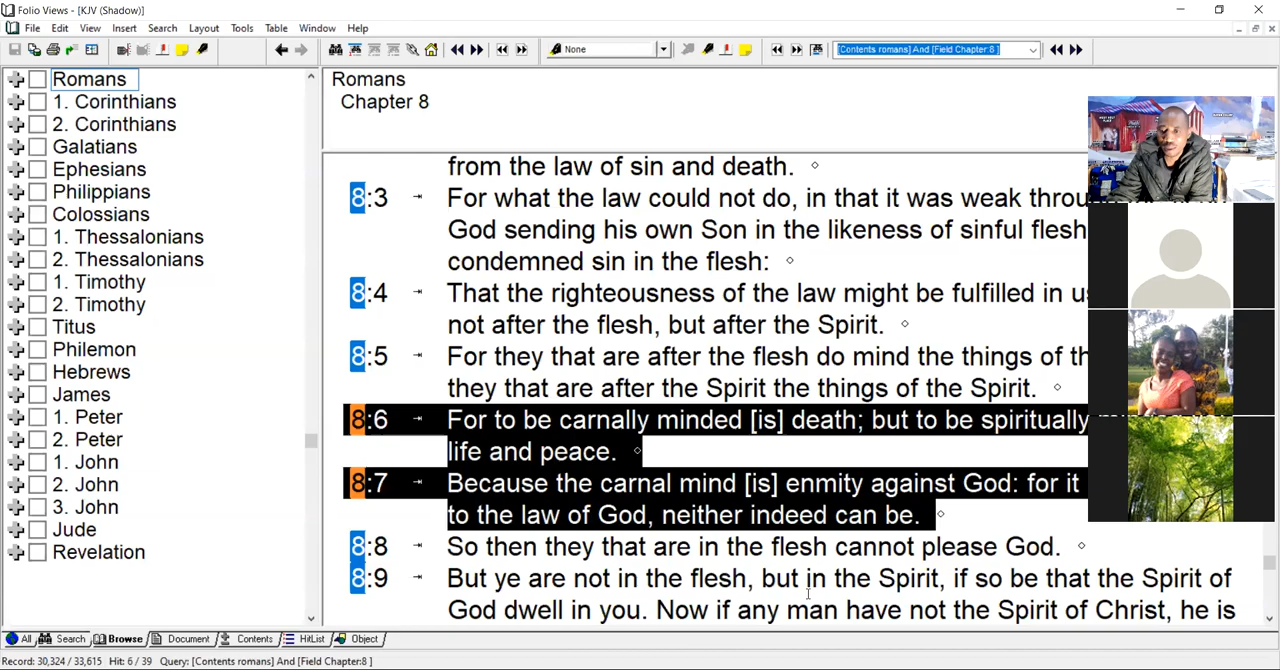 Folio Views - [KJV (Shadow)]
File Edit View Insert Search Layout Tools Table Window Help
None
[Contents romans] And [Field Chapter:8 ]
Romans
1. Corinthians
2. Corinthians
Galatians
Ephesians
Philippians
Colossians
1. Thessalonians
2. Thessalonians
1. Timothy
2. Timothy
Titus
Philemon
Hebrews
James
1. Peter
2. Peter
1. John
2. John
3. John
Jude
Revelation
Romans
Chapter 8
from the law of sin and death.
8:3 For what the law could not do, in that it was weak throu
God sending his own Son in the likeness of sinful flesh
condemned sin in the flesh:
8:4 That the righteousness of the law might be fulfilled in u
not after the flesh, but after the Spirit.
8:5 For they that are after the flesh do mind the things of th
they that are after the Spirit the things of the Spirit.
8:6 For to be carnally minded [is] death; but to be spiritually
life and peace.
8:7 Because the carnal mind [is] enmity against God: for it
to the law of God, neither indeed can be.
8:8 So then they that are in the flesh cannot please God.
8:9 But ye are not in the flesh, but in the Spirit, if so be that the Spirit of
God dwell in you. Now if any man have not the Spirit of Christ, he is
All Search Browse Document Contents HitList Object
Record: 30,324 / 33,615 Hit: 6 / 39 Query: [Contents romans] And [Field Chapter:8 ]